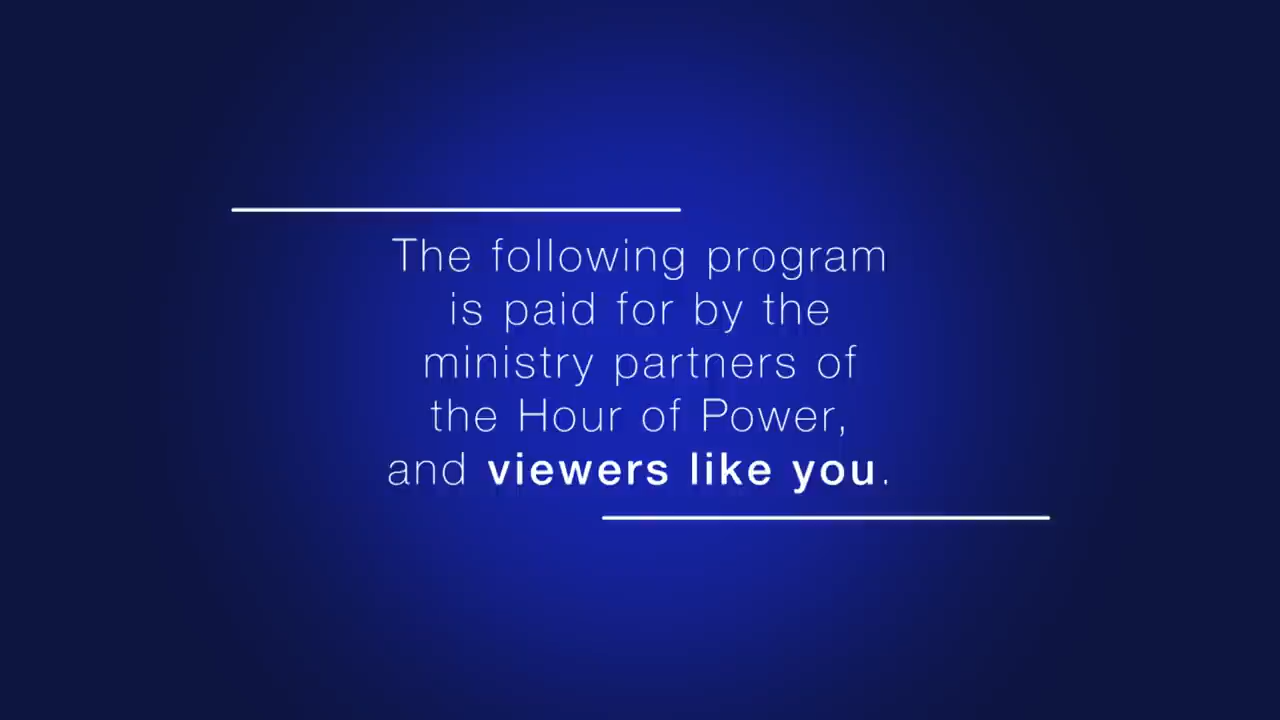 The following program
is paid for by the
ministry partners of
the Hour of Power,
and viewers like you.